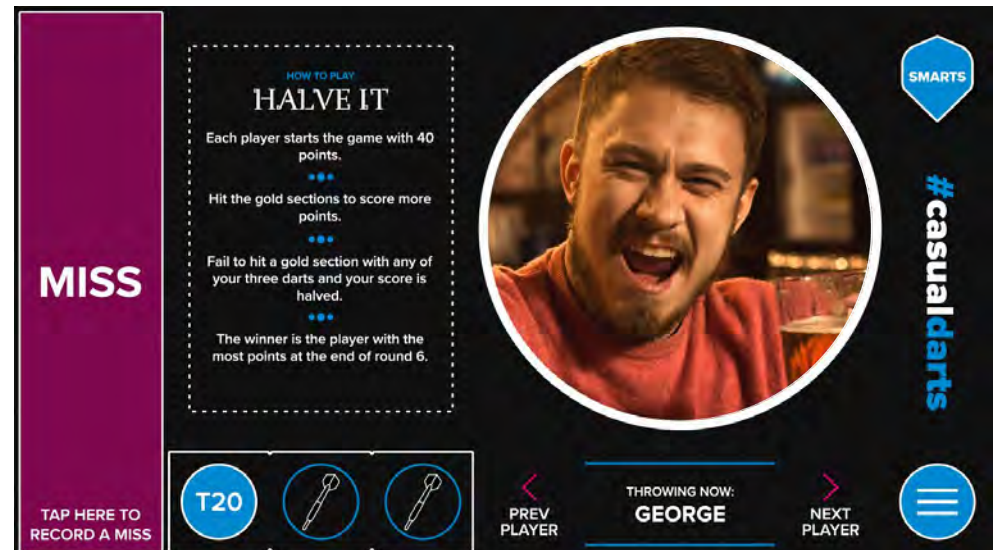 MISS
TAP HERE TO
RECORD A MISS
HOW TO PLAY
HALVE IT
Each player starts the game with 40
points.
Hit the gold sections to score more
points.
Fail to hit a gold section with any of
your three darts and your score is
halved.
The winner is the player with the
most points at the end of round 6.
T20
PREV
PLAYER
THROWING NOW:
GEORGE
NEXT
PLAYER
SMARTS
#casualdarts